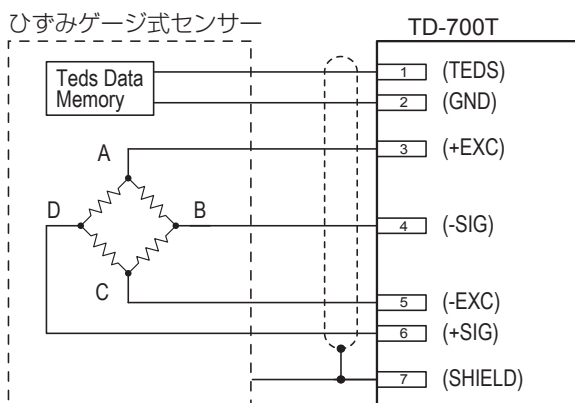 ひずみゲージ式センサー
TD-700T
Teds Data
Memory
1 (TEDS)
2 (GND)
A
3 (+EXC)
D
B
4 (-SIG)
C
5 (-EXC)
6 (+SIG)
7 (SHIELD)